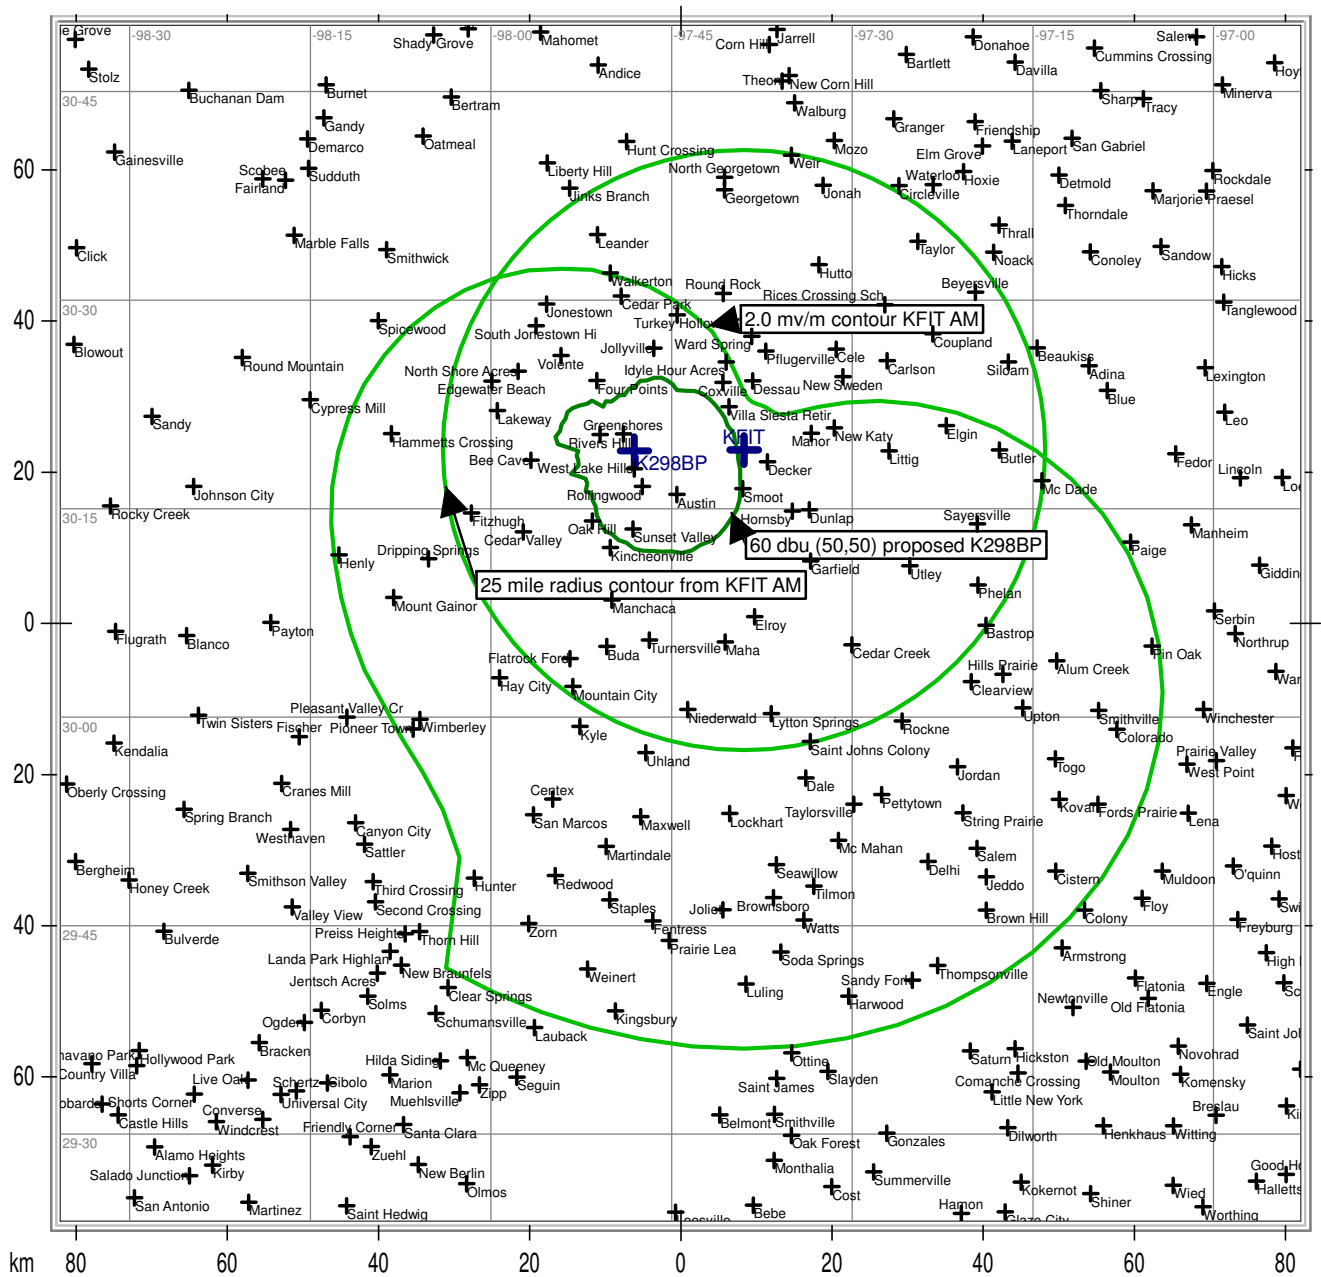 e Grove
-98-30
-98-15
Shady Grove
-98-00
Mahomet
-97-45
Corn Hill
Jarrell
-97-30
Donahoe
-97-15
Salem
-97-00
Cummins Crossing
Stolz
Andice
Bartlett
Davilla
Hoy
Theon
New Corn Hill
30-45
Buchanan Dam
Burnet
Bertram
Walburg
Sharp
Tracy
Minerva
Gandy
Demarco
Oatmeal
Hunt Crossing
Mozo
Granger
Friendship
Elm Grove
Laneport
San Gabriel
60
Gainesville
Scobee
Fairland
Sudduth
Liberty Hill
Jinks Branch
North Georgetown
Georgetown
Weir
Jonah
Waterloo
Circleville
Hoxie
Detmold
Marjorie
Praesel
Rockdale
Thorndale
Click
Marble Falls
Smithwick
Leander
Taylor
Thrall
Noack
Conoley
Sandow
Hicks
Walkerton
Round Rock
Hutto
Rices Crossing Sch
Beyersville
30-30
Jonestown
Cedar Park
Tanglewood
40
Spicewood
South Jonestown Hi
Turkey Hollow
2.0 mv/m contour KFIT AM
Coupland
Blowout
Round Mountain
Volente
Jollyville
Ward Spring
Pflugerville
Cele
Carlson
Beaukiss
Sildam
Adina
Lexington
North Shore Acres
Edgewater Beach
Four Points
Idyle Hour Acres
Coxville
Dessau
New Sweden
Blue
Sandy
Cypress Mill
Lakeway
Villa Siesta Retir
Leo
Hammetts Crossing
Greenshores
Rivers Hill
KFIT
Manor
New Katy
Elgin
20
Bee Cave
West Lake Hills
K298BP
Decker
Littig
Butler
Fedor
Lincoln
Johnson City
Rollingwood
Austin
Smoot
Mc Dade
Rocky Creek
30-15
Fitzhugh
Cedar Valley
Oak Hill
Sunset Valley
Hornsby
Dunlap
Sayersville
Manheim
Henly
Dripping Springs
Kincheonville
60 dbu (50,50) proposed K298BP
Paige
Garfield
Utley
Giddin
25 mile radius contour from KFIT AM
Mount Gainor
Manchaca
Phelan
0
Flugrath
Blanco
Payton
Elroy
Bastrop
Serbin
Northrup
Flatrock Ford
Buda
Turnersville
Maha
Cedar Creek
Pin Oak
Hay City
Mountain City
Hills Prairie
Clearview
Alum Creek
War
30-00
Twin Sisters
Fischer
Pleasant Valley Cr
Pioneer Town
Wimberley
Kyle
Niederwald
Lytton Springs
Rockne
Upton
Smithville
Colorado
Winchester
Kendalia
Uhland
Saint Johns Colony
Prairie Valley
West Point
20
Oberly Crossing
Cranes Mill
Centex
Dale
Jordan
Togo
Spring Branch
Westhaven
Canyon City
San Marcos
Maxwell
Lockhart
Taylorsville
Pettytown
String Prairie
Kovar
Fords Prairie
Lena
Sattler
Martindale
Mc Mahan
Salem
Host
Bergheim
Honey Creek
Smithson Valley
Third Crossing
Hunter
Redwood
Seawillow
Tilmon
Delhi
Jeddo
Cistern
Muldoon
O'quinn
Valley View
Second Crossing
Staples
Jolie
Brownsboro
Brown Hill
Colony
Floy
Swi
40
Bulverde
29-45
Preiss Heights
Thorn Hill
Zorn
Fentress
Watts
Freyburg
Landa Park Highlan
New Braunfels
Prairie Lea
Soda Springs
Armstrong
High
Jentsch Acres
Weinert
Sandy Fork
Thompsonville
Solms
Clear Springs
Luling
Harwood
Newtonville
Flatonia
Old Flatonia
Engle
Sc
Ogden
Corbyn
Schumansville
Lauback
Kingsbury
Saint Joh
Bracken
navano Park
Hollywood Park
Country Villa
Hilda Siding
Mc Queeney
Ottine
Saturn
Hickston
Old Moulton
Novohrad
60
Live Oak
Schertz
Cibolo
Marion
Zipp
Seguin
Saint James
Slayden
Comanche Crossing
Moulton
Komensky
Shorts Corner
Universal City
Muehlsville
Little New York
Castle Hills
Converse
Windcrest
Friendly Corner
Santa Clara
Belmont
Smithville
Breslau
Ki
29-30
Alamo Heights
Zuehl
Oak Forest
Gonzales
Dilworth
Henkhaus
Witting
Salado Junction
Kirby
New Berlin
Monthalia
Summerville
Good Ho
Olmos
Cost
Kokernot
Shiner
Wied
Halletts
San Antonio
Martinez
Saint Hedwig
Bebe
Hamon
Glaze City
Worthing
km
80
60
40
20
0
20
40
60
80